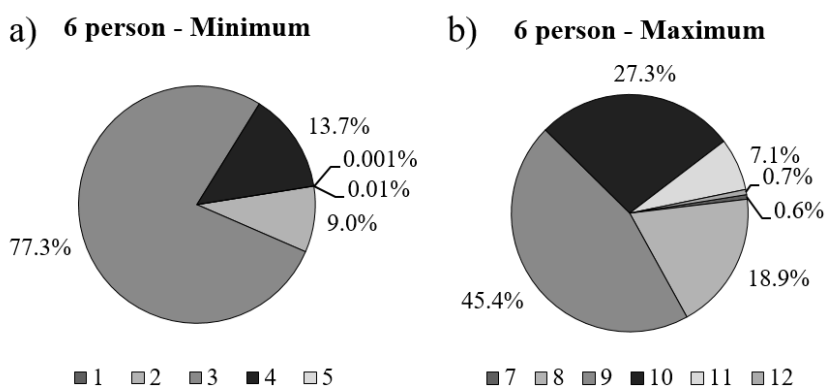 a) 6 person - Minimum
13.7%
0.001%
0.01%
9.0%
77.3%
1 2 3 4 5
b) 6 person - Maximum
27.3%
7.1%
0.7%
0.6%
18.9%
45.4%
7 8 9 10 11 12